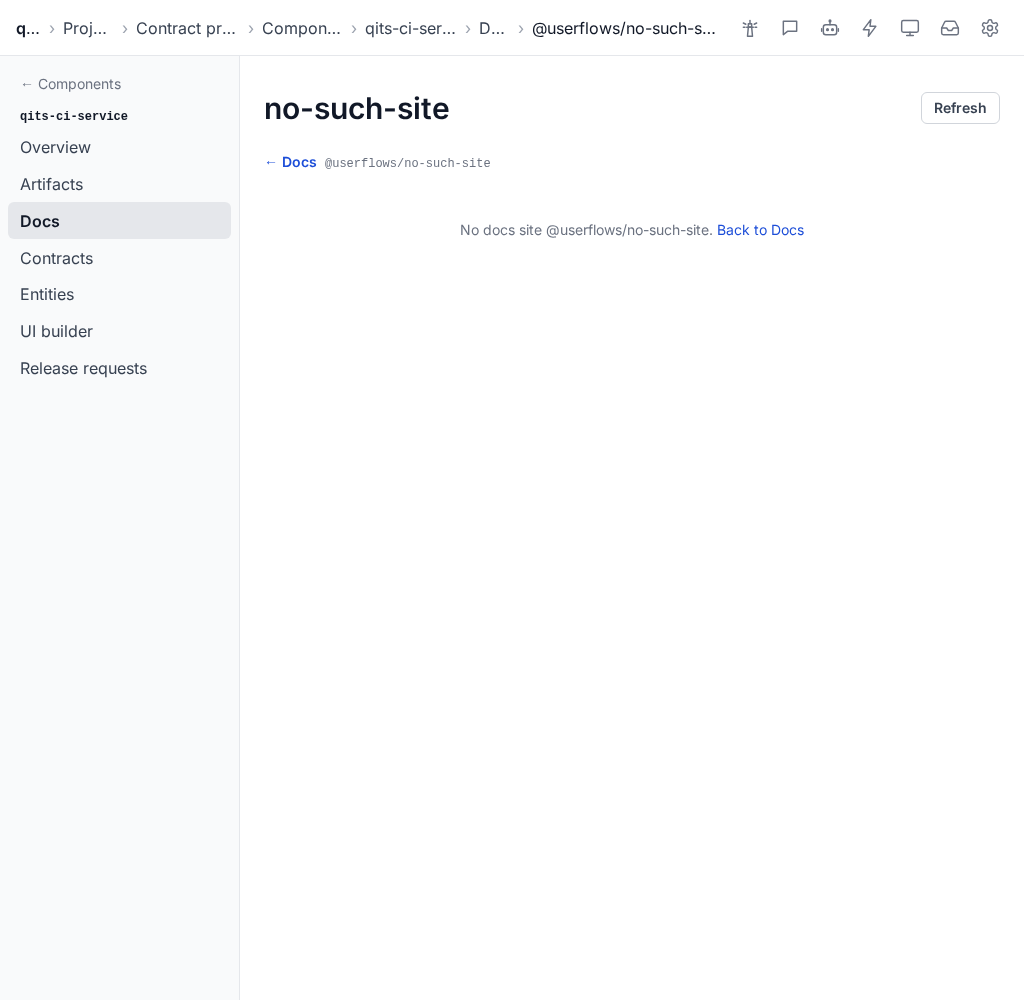 q… › Proj… › Contract pr… › Compon… › qits-ci-ser… › D… › @userflows/no-such-s…
← Components
qits-ci-service
Overview
Artifacts
Docs
Contracts
Entities
UI builder
Release requests
no-such-site
Refresh
← Docs @userflows/no-such-site
No docs site @userflows/no-such-site. Back to Docs